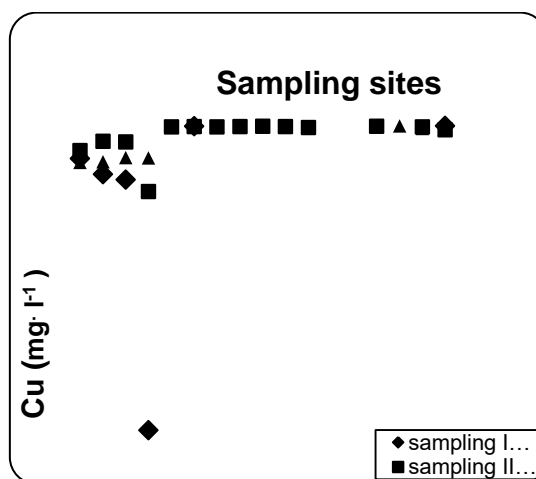 Sampling sites
Cu (mg· l-1)
sampling I…
sampling II…